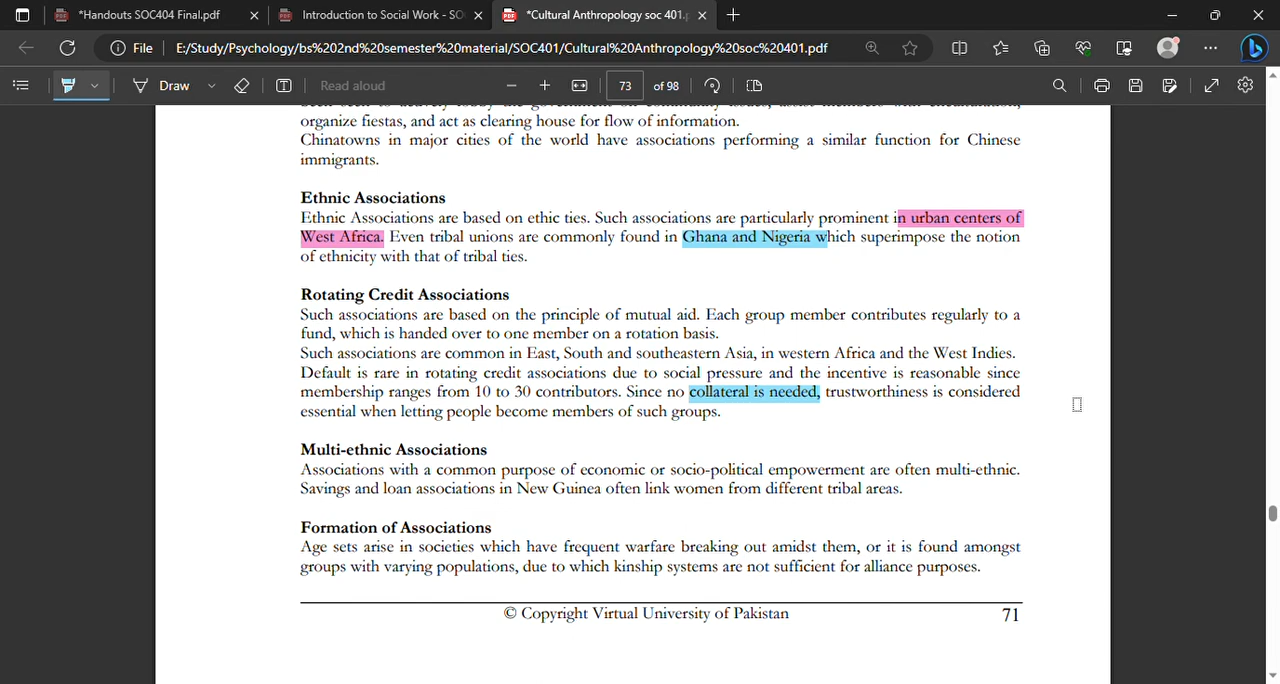 *Handouts SOC404 Final.pdf
Introduction to Social Work - SO
*Cultural Anthropology soc 401.p
File E:/Study/Psychology/bs%202nd%20semester%20material/SOC401/Cultural%20Anthropology%20soc%20401.pdf
Draw Read aloud 73 of 98
organize fiestas, and act as clearing house for flow of information.
Chinatowns in major cities of the world have associations performing a similar function for Chinese
immigrants.
Ethnic Associations
Ethnic Associations are based on ethic ties. Such associations are particularly prominent in urban centers of
West Africa. Even tribal unions are commonly found in Ghana and Nigeria which superimpose the notion
of ethnicity with that of tribal ties.
Rotating Credit Associations
Such associations are based on the principle of mutual aid. Each group member contributes regularly to a
fund, which is handed over to one member on a rotation basis.
Such associations are common in East, South and southeastern Asia, in western Africa and the West Indies.
Default is rare in rotating credit associations due to social pressure and the incentive is reasonable since
membership ranges from 10 to 30 contributors. Since no collateral is needed, trustworthiness is considered
essential when letting people become members of such groups.
Multi-ethnic Associations
Associations with a common purpose of economic or socio-political empowerment are often multi-ethnic.
Savings and loan associations in New Guinea often link women from different tribal areas.
Formation of Associations
Age sets arise in societies which have frequent warfare breaking out amidst them, or it is found amongst
groups with varying populations, due to which kinship systems are not sufficient for alliance purposes.
© Copyright Virtual University of Pakistan 71